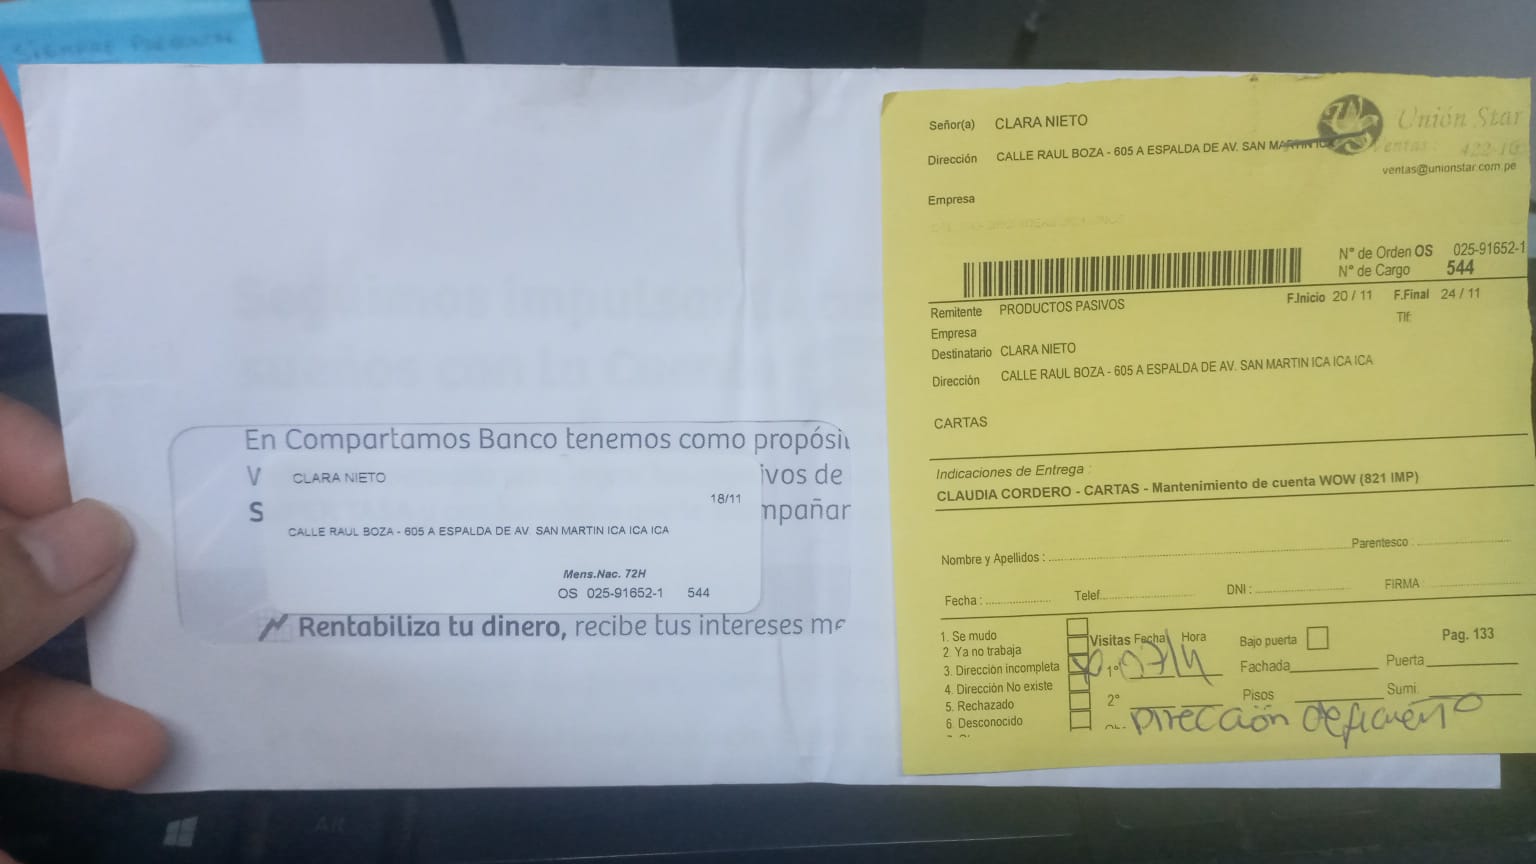 SIEMPRE
En Compartamos Banco tenemos como propósi
V
ivos de
S
mpañar
CLARA NIETO
18/11
CALLE RAUL BOZA - 605 A ESPALDA DE AV. SAN MARTIN ICA ICA ICA
Mens.Nac. 72H
OS 025-91652-1 544
Rentabiliza tu dinero, recibe tus intereses me
Señor(a) CLARA NIETO
Dirección CALLE RAUL BOZA - 605 A ESPALDA DE AV. SAN MARTIN IC
Unión Star
Ventas: 422-16
ventas@unionstar.com.pe
Empresa
N° de Orden OS 025-91652-1
N° de Cargo 544
Remitente PRODUCTOS PASIVOS
F.Inicio 20 / 11 F.Final 24 / 11
Empresa
Tlf:
Destinatario CLARA NIETO
Dirección CALLE RAUL BOZA - 605 A ESPALDA DE AV. SAN MARTIN ICA ICA ICA
CARTAS
Indicaciones de Entrega :
CLAUDIA CORDERO - CARTAS - Mantenimiento de cuenta WOW (821 IMP)
Nombre y Apellidos : Parentesco
Fecha : Telef. DNI : FIRMA
1. Se mudo
2. Ya no trabaja
3. Dirección incompleta
4. Dirección No existe
5. Rechazado
6. Desconocido
Visitas Fecha Hora
1°
2°
Bajo puerta
Pag. 133
Fachada Puerta
Pisos Sumi.
Dirección deficiente
Alt